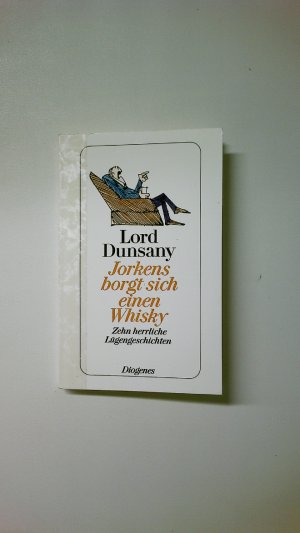 Lord
Dunsany
Jorkens
borgt sich
einen
Whisky
Zehn herrliche
Lügengeschichten
Diogenes